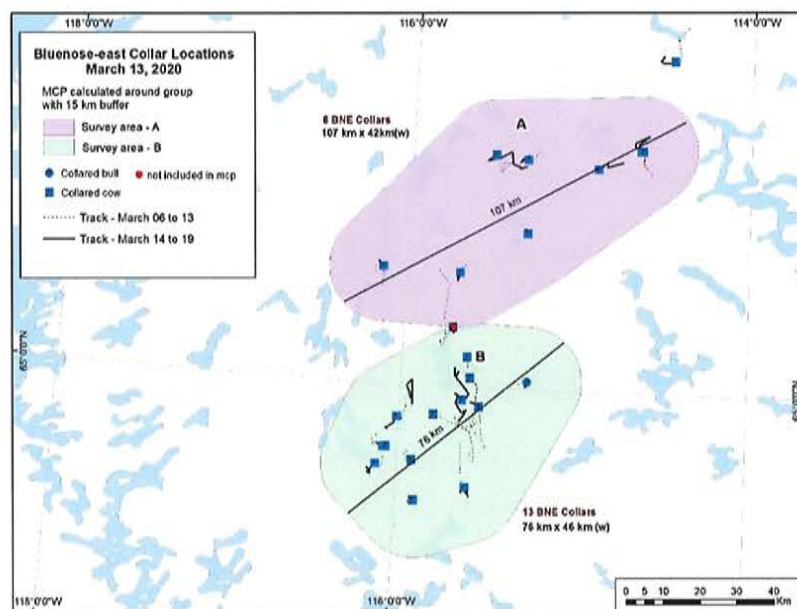 118°0'0"W
116°0'0"W
114°0'0"W
Bluenose-east Collar Locations
March 13, 2020
MCP calculated around group
with 15 km buffer
Survey area - A
Survey area - B
Collared bull
not included in mcp
Collared cow
Track - March 06 to 13
Track - March 14 to 19
8 BNE Collars
107 km x 42km(w)
A
107 km
65°0'0"N
B
76 km
13 BNE Collars
76 km x 46 km (w)
118°0'0"W
116°0'0"W
0 5 10 20 30 40
Km